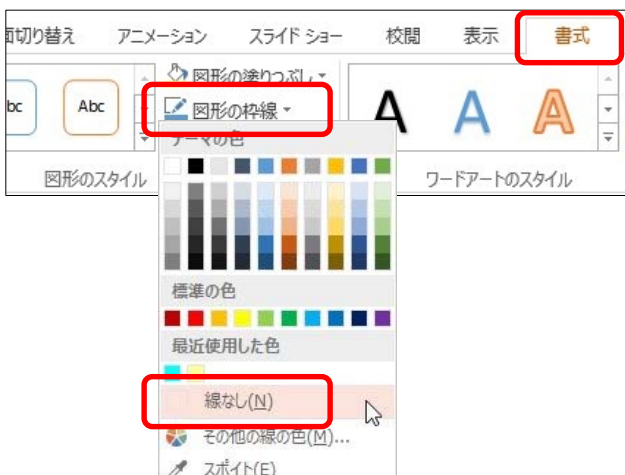 面切り替え アニメーション スライド ショー 校閲 表示 書式
bc Abc 図形の塗りつぶし A A A
図形の枠線
テーマの色
図形のスタイル ワードアートのスタイル
標準の色
最近使用した色
線なし(N)
その他の線の色(M)...
スポイト(E)